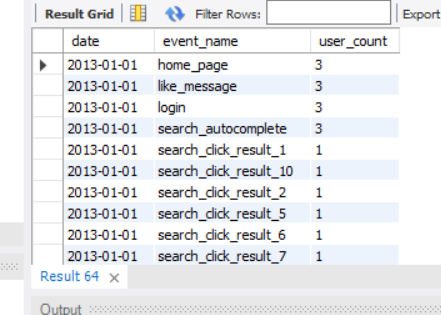 Result Grid Filter Rows: Export
date event_name user_count
2013-01-01 home_page 3
2013-01-01 like_message 3
2013-01-01 login 3
2013-01-01 search_autocomplete 3
2013-01-01 search_click_result_1 1
2013-01-01 search_click_result_10 1
2013-01-01 search_click_result_2 1
2013-01-01 search_click_result_5 1
2013-01-01 search_click_result_6 1
2013-01-01 search_click_result_7 1
Result 64 ×
Output